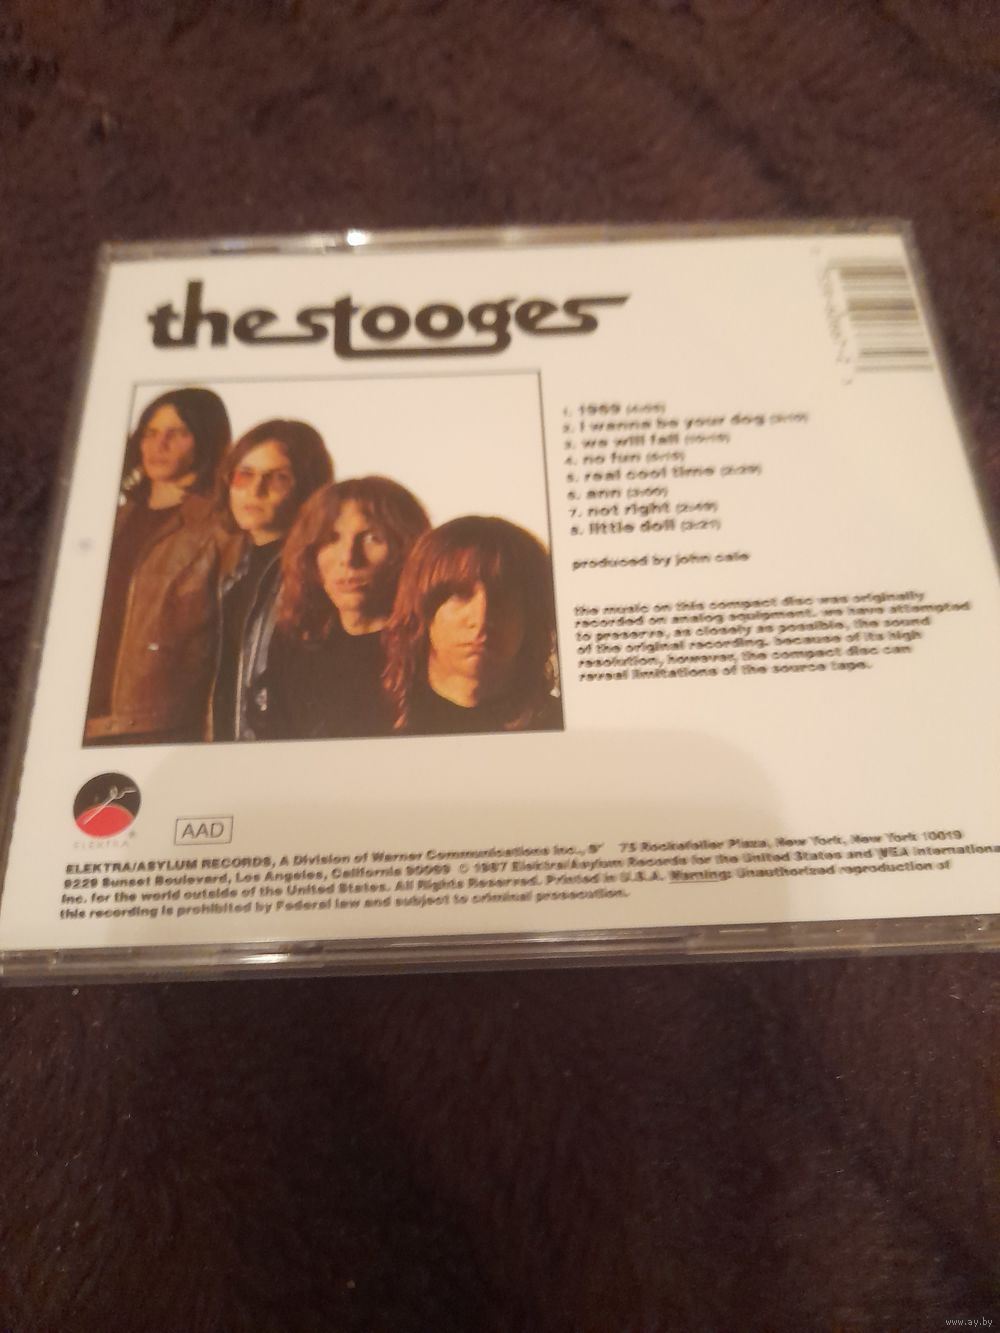 the stooges
1. 1969 (4:05)
2. i wanna be your dog
3. we will fall (10:15)
4. no fun (5:15)
5. real cool time (2:29)
6. ann (3:00)
7. not right (2:49)
8. little doll (3:21)
produced by john cale
the music on this compact disc was originally
recorded on analog equipment. we have attempted
to preserve, as closely as possible, the sound
of the original recording. because of its high
resolution, however, the compact disc can
reveal limitations of the source tape.
ELEKTRA
AAD
ELEKTRA/ASYLUM RECORDS, A Division of Warner Communications Inc., 75 Rockefeller Plaza, New York, New York 10019
9229 Sunset Boulevard, Los Angeles, California 90069 © 1987 Elektra/Asylum Records for the United States and WEA International
Inc. for the world outside of the United States. All Rights Reserved. Printed in U.S.A. Warning: Unauthorized reproduction of
this recording is prohibited by Federal law and subject to criminal prosecution.
www.ay.by